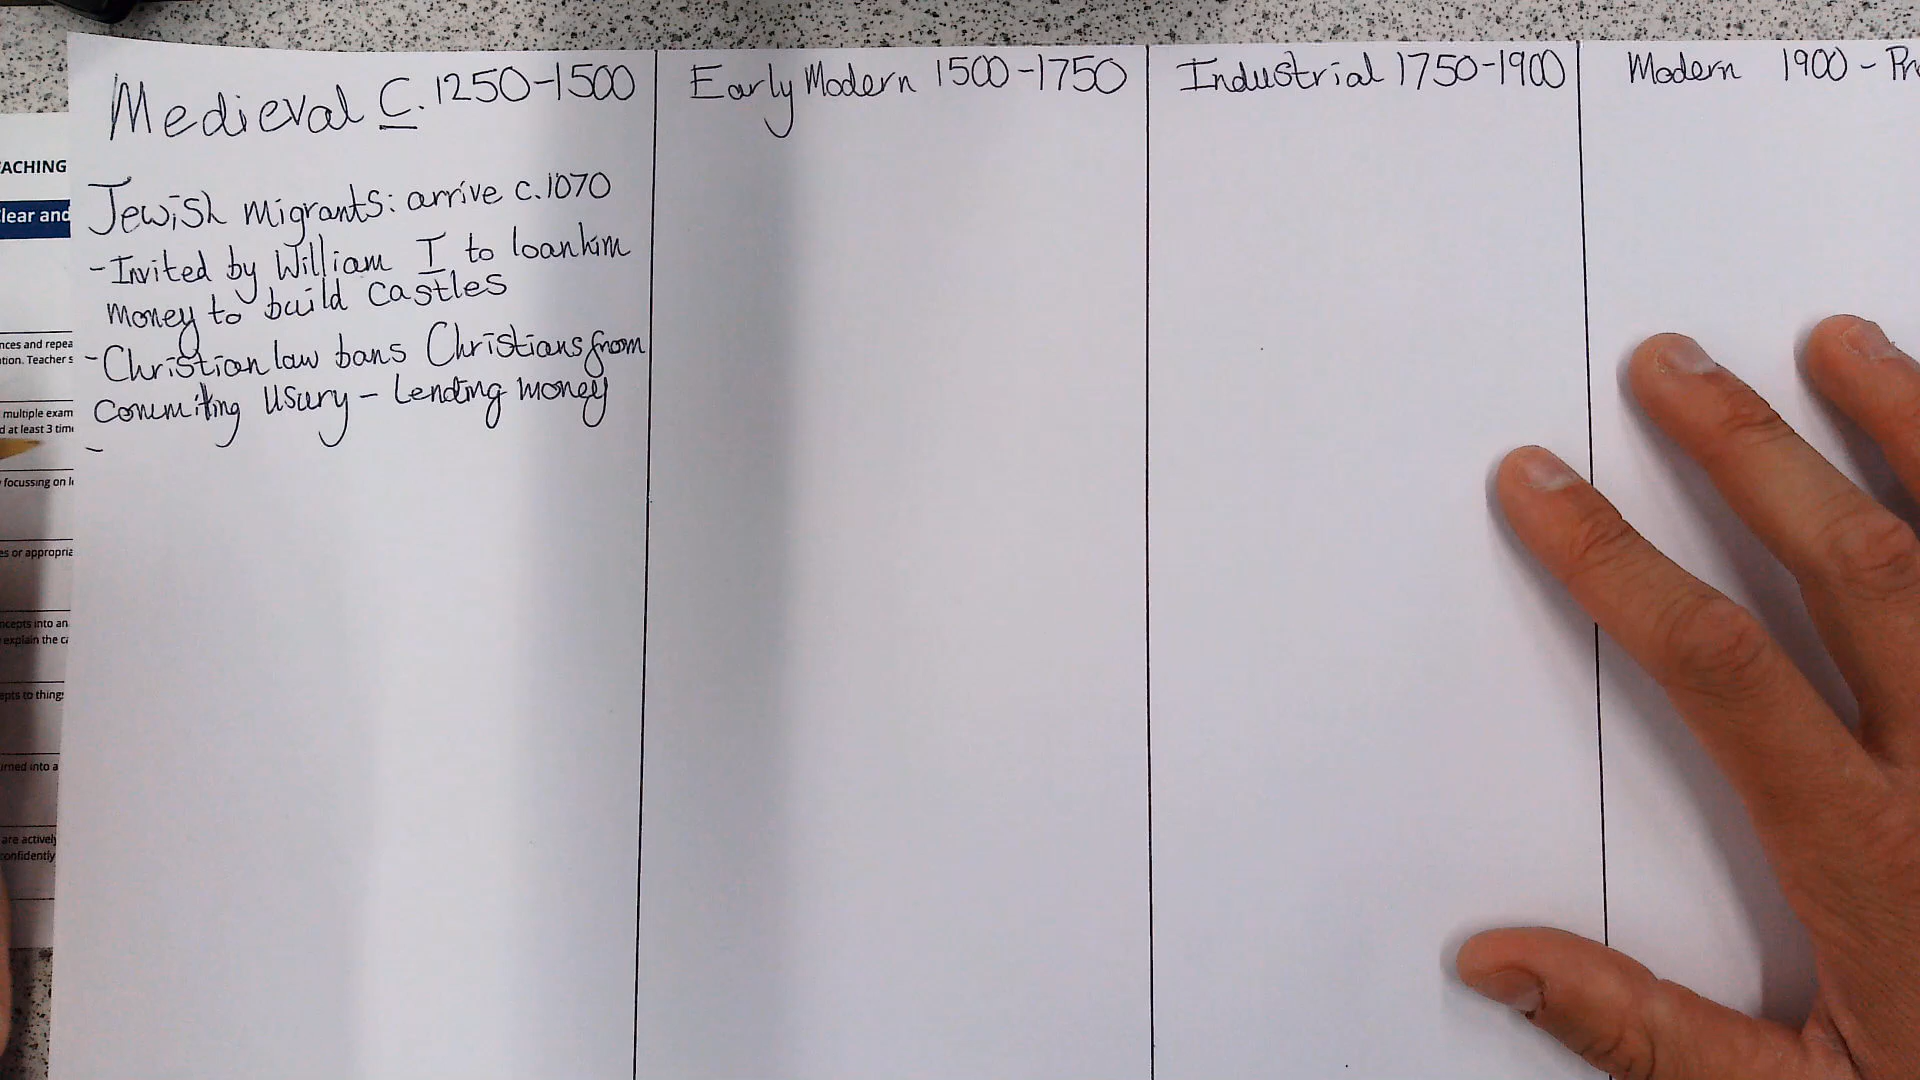 Medieval C. 1250-1500
Jewish migrants: arrive c.1070
- Invited by William I to loan him
money to build castles
- Christian law bans Christians from
commiting usury - lending money
-
Early Modern 1500-1750
Industrial 1750-1900
Modern 1900 - Pr
ACHING
lear and
nces and repea
tion. Teacher s
multiple exam
d at least 3 time
focussing on
es or appropria
ncepts into an
explain the
epts to things
urned into a
are actively
confidently